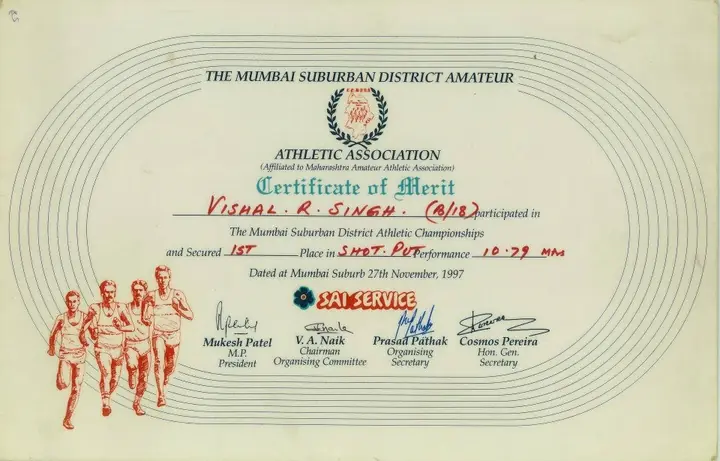 THE MUMBAI SUBURBAN DISTRICT AMATEUR
ATHLETIC ASSOCIATION
(Affiliated to Maharashtra Amateur Athletic Association)
Certificate of Merit
VISHAL. R. SINGH. (B/18) participated in
The Mumbai Suburban District Athletic Championships
and Secured 1ST Place in SHOT. PUT Performance 10.79
Dated at Mumbai Suburb 27th November, 1997
SAI SERVICE
Mukesh Patel V. A. Naik Prasad Pathak Cosmos Pereira
M.P. Chairman Organising Hon. Gen.
President Organising Committee Secretary Secretary